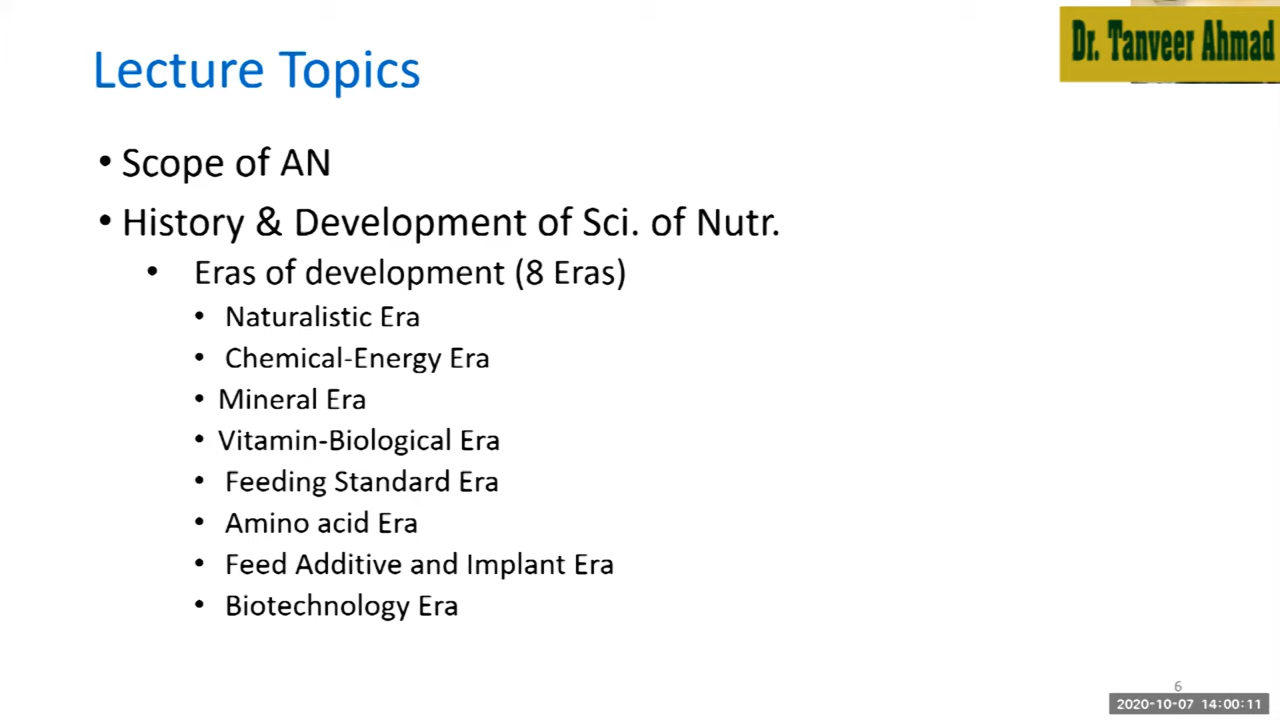 Dr. Tanveer Ahmad
Lecture Topics
• Scope of AN
• History & Development of Sci. of Nutr.
• Eras of development (8 Eras)
• Naturalistic Era
• Chemical-Energy Era
• Mineral Era
• Vitamin-Biological Era
• Feeding Standard Era
• Amino acid Era
• Feed Additive and Implant Era
• Biotechnology Era
6
2020-10-07 14:00:11